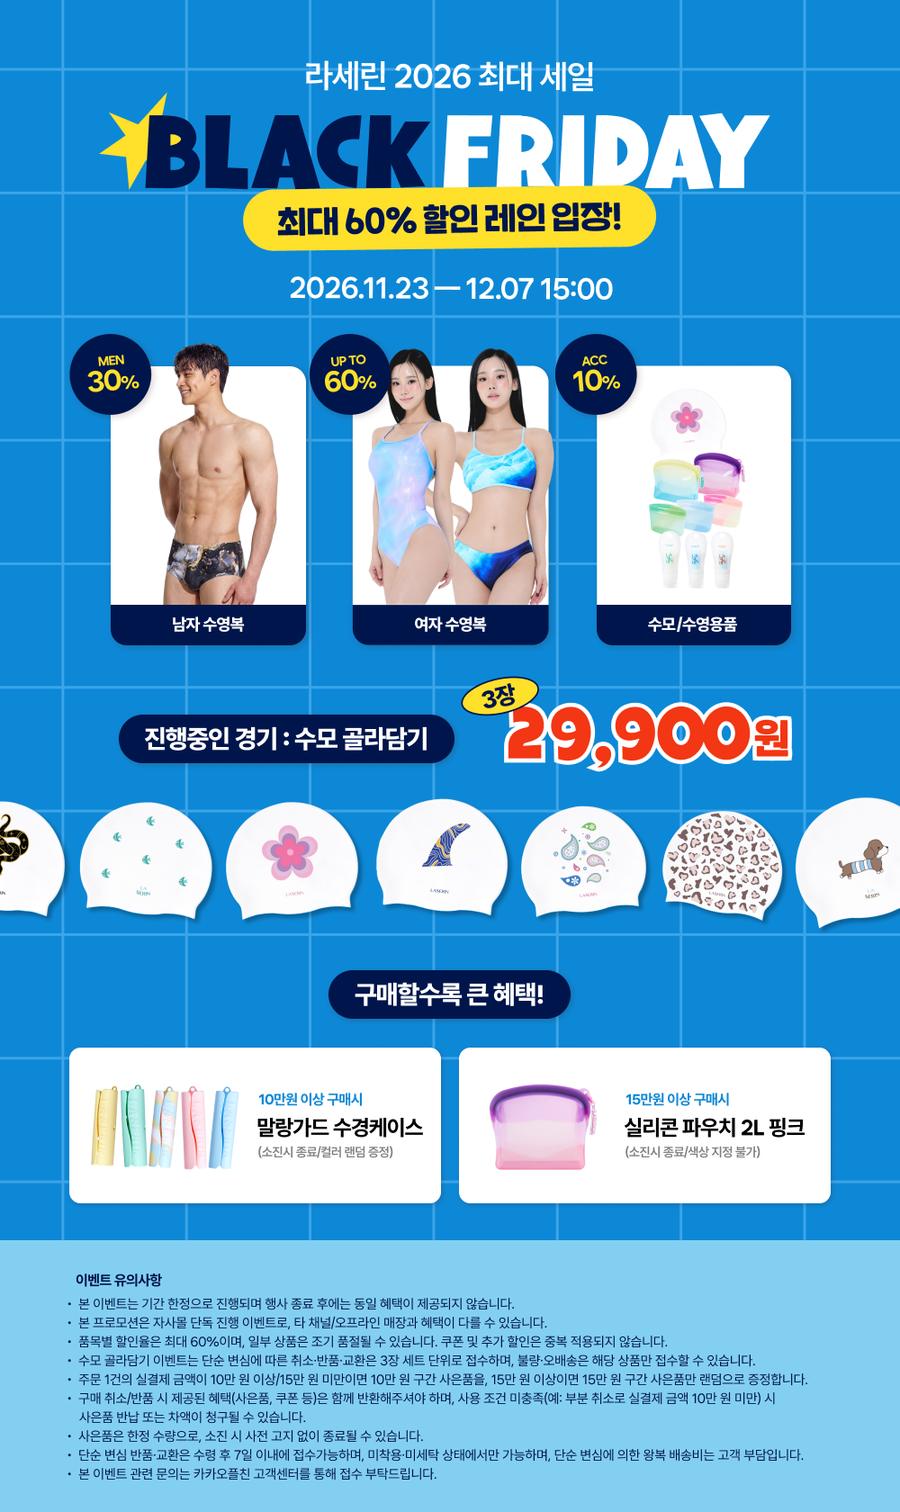 라세린 2026 최대 세일
BLACK FRIDAY
최대 60% 할인 레인 입장!
2026.11.23 — 12.07 15:00
MEN
30%
UP TO
60%
ACC
10%
남자 수영복
여자 수영복
수모/수영용품
진행중인 경기 : 수모 골라담기
3장
29,900원
LA
SERIN
LASERIN
LASERIN
LASERIN
LASERIN
LA
SERIN
구매할수록 큰 혜택!
10만원 이상 구매시
말랑가드 수경케이스
(소진시 종료/컬러 랜덤 증정)
15만원 이상 구매시
실리콘 파우치 2L 핑크
(소진시 종료/색상 지정 불가)
이벤트 유의사항
• 본 이벤트는 기간 한정으로 진행되며 행사 종료 후에는 동일 혜택이 제공되지 않습니다.
• 본 프로모션은 자사몰 단독 진행 이벤트로, 타 채널/오프라인 매장과 혜택이 다를 수 있습니다.
• 품목별 할인율은 최대 60%이며, 일부 상품은 조기 품절될 수 있습니다. 쿠폰 및 추가 할인은 중복 적용되지 않습니다.
• 수모 골라담기 이벤트는 단순 변심에 따른 취소·반품·교환은 3장 세트 단위로 접수하며, 불량·오배송은 해당 상품만 접수할 수 있습니다.
• 주문 1건의 실결제 금액이 10만 원 이상/15만 원 미만이면 10만 원 구간 사은품을, 15만 원 이상이면 15만 원 구간 사은품만 랜덤으로 증정합니다.
• 구매 취소/반품 시 제공된 혜택(사은품, 쿠폰 등)은 함께 반환해주셔야 하며, 사용 조건 미충족(예: 부분 취소로 실결제 금액 10만 원 미만) 시
사은품 반납 또는 차액이 청구될 수 있습니다.
• 사은품은 한정 수량으로, 소진 시 사전 고지 없이 종료될 수 있습니다.
• 단순 변심 반품·교환은 수령 후 7일 이내에 접수가능하며, 미착용·미세탁 상태에서만 가능하며, 단순 변심에 의한 왕복 배송비는 고객 부담입니다.
• 본 이벤트 관련 문의는 카카오플친 고객센터를 통해 접수 부탁드립니다.